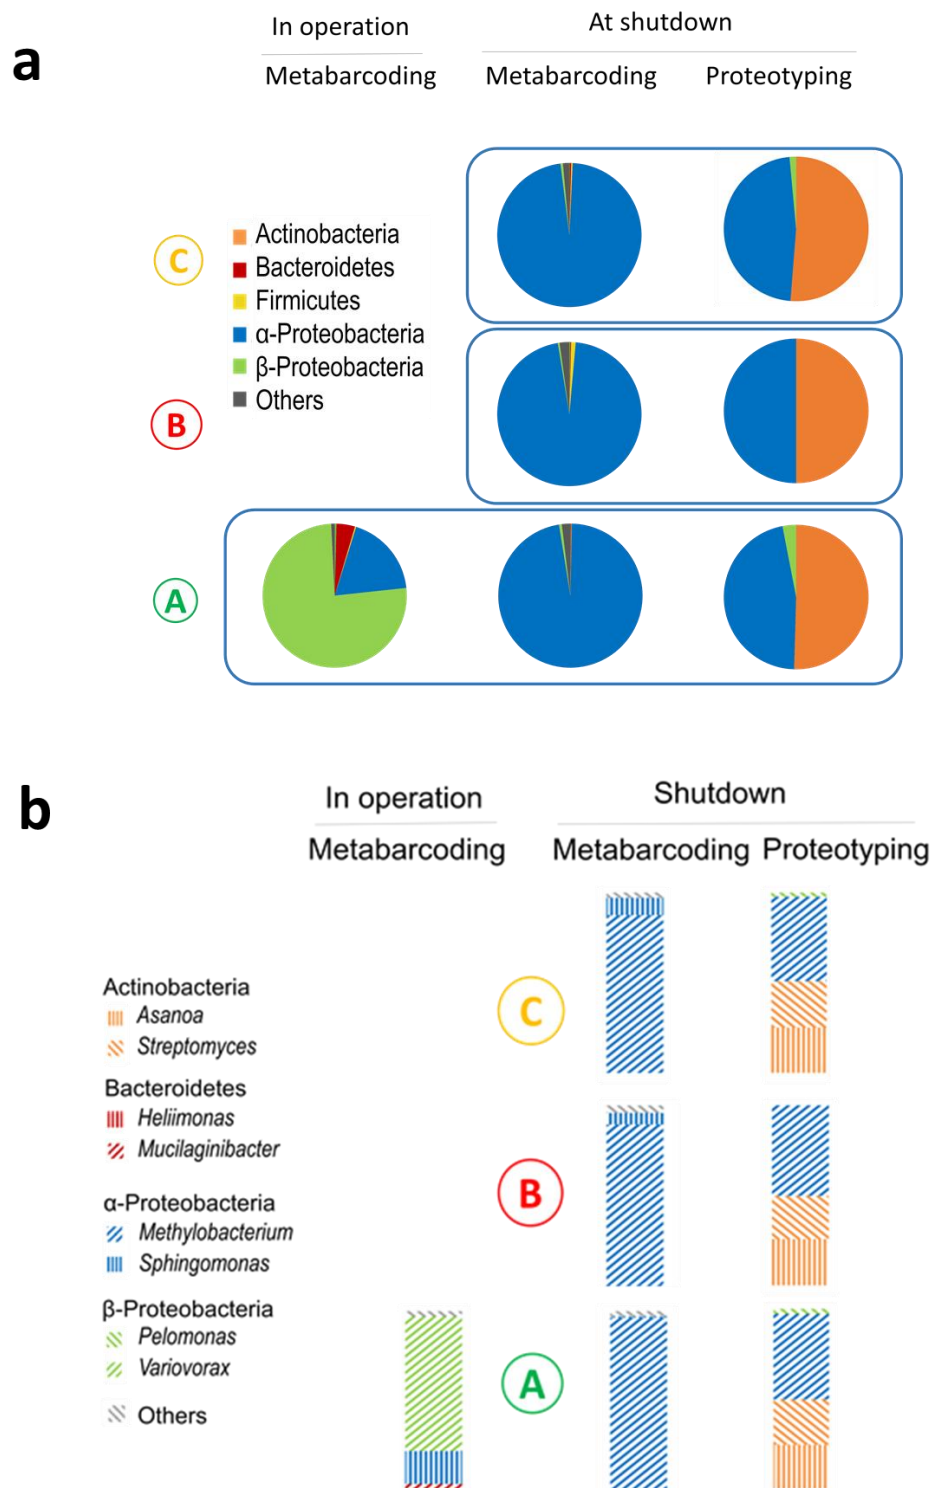 a
In operation
At shutdown
Metabarcoding
Metabarcoding
Proteotyping
C
Actinobacteria
Bacteroidetes
Firmicutes
α-Proteobacteria
β-Proteobacteria
Others
B
A
b
In operation
Shutdown
Metabarcoding
Metabarcoding
Proteotyping
Actinobacteria
Asanoa
Streptomyces
Bacteroidetes
Heliimonas
Mucilaginibacter
α-Proteobacteria
Methylobacterium
Sphingomonas
β-Proteobacteria
Pelomonas
Variovorax
Others
C
B
A